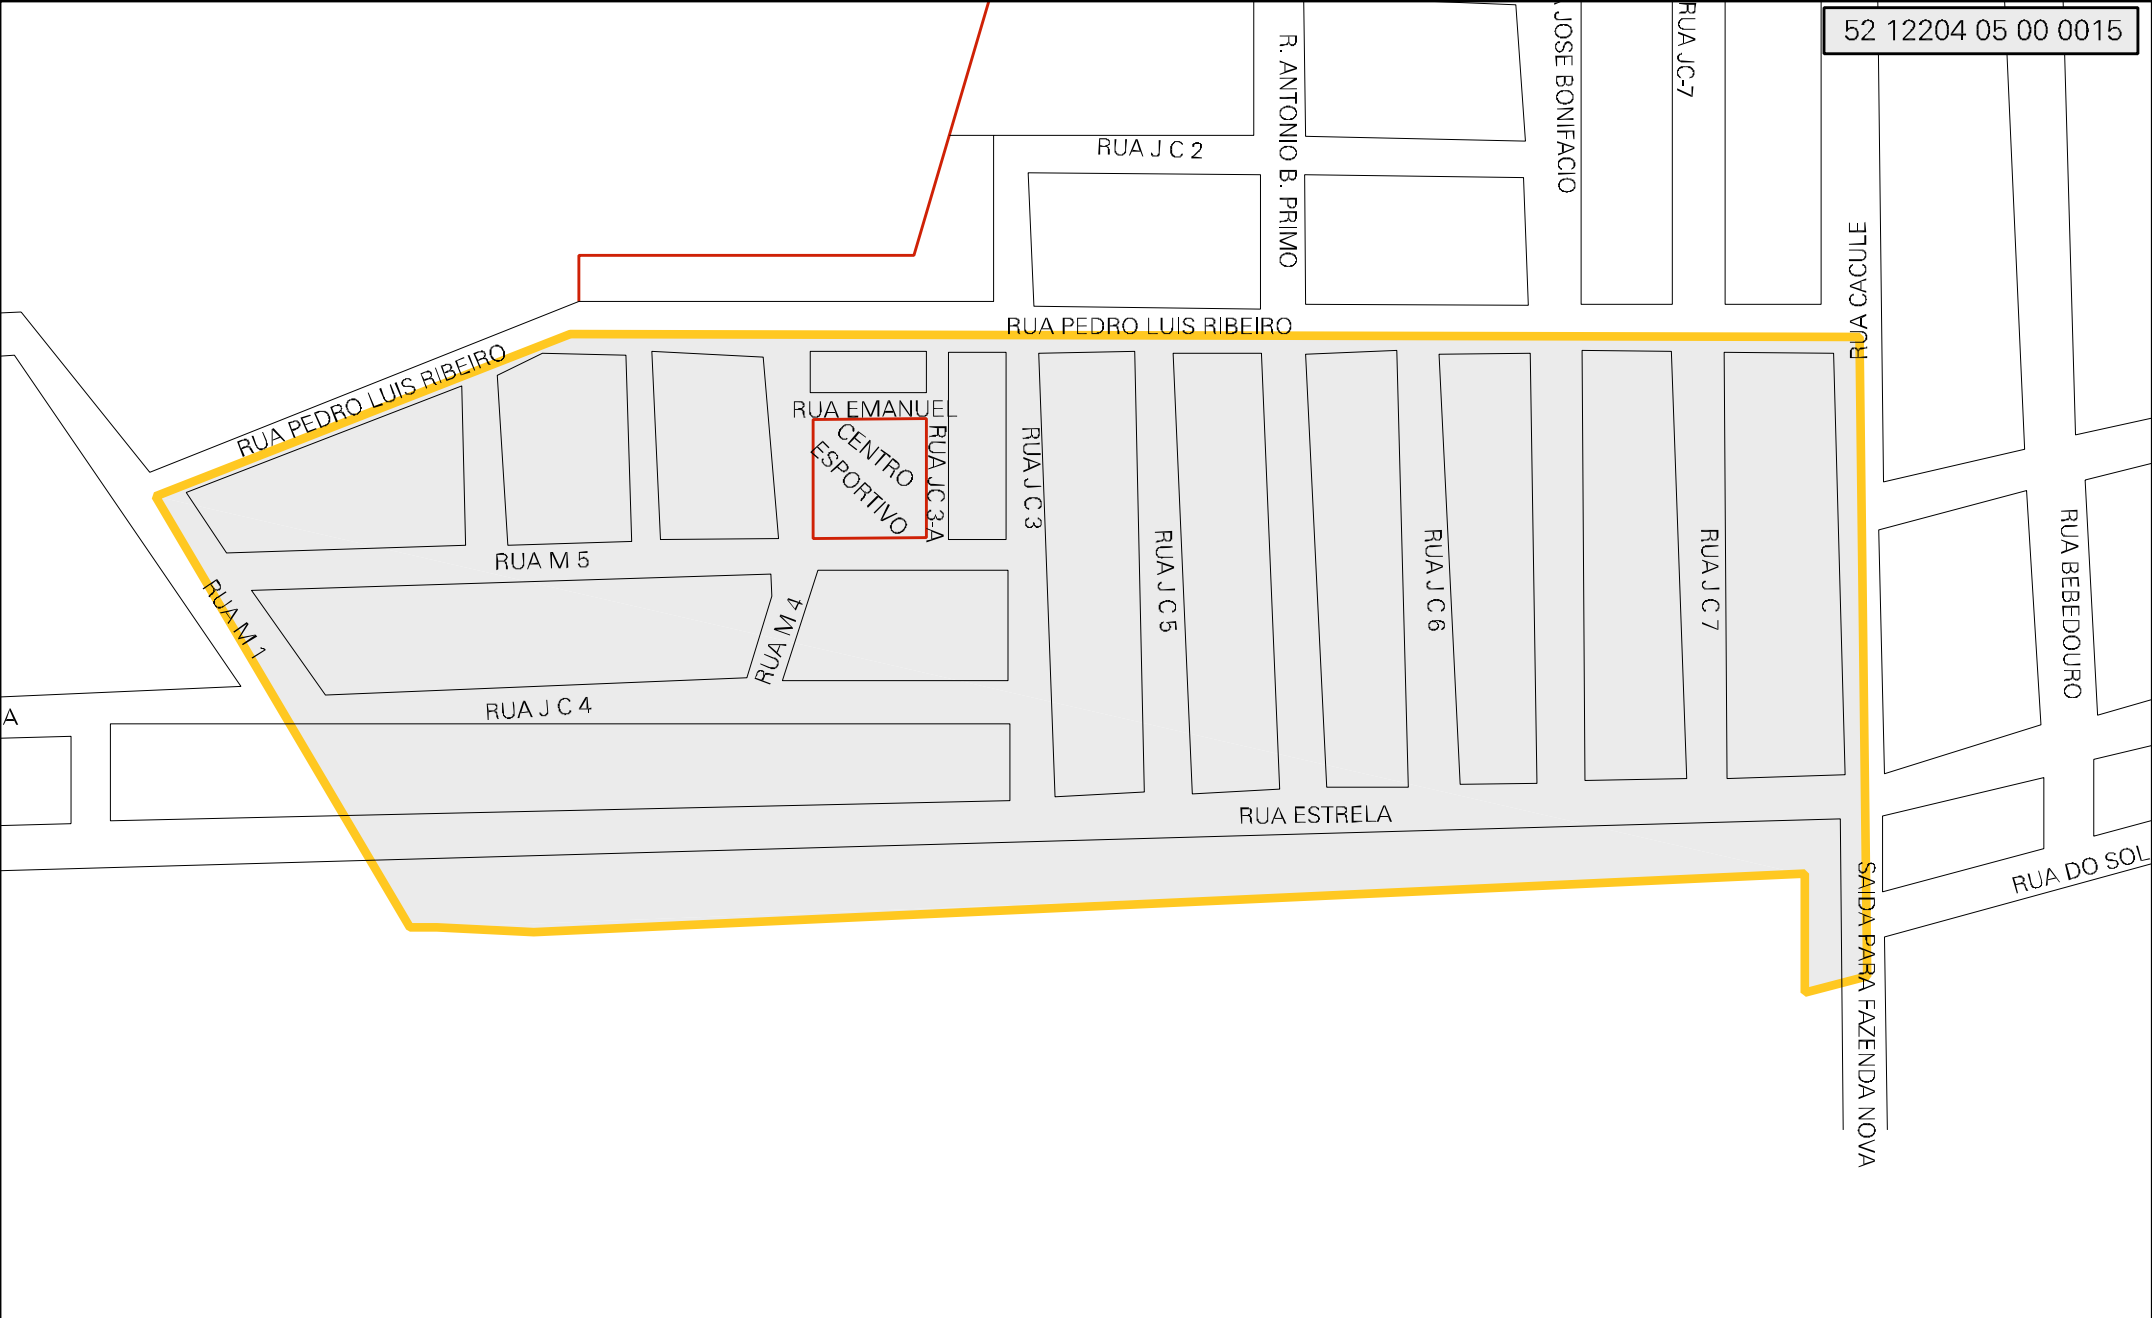 52 12204 05 00 0015
RUA JC-7
JOSE BONIFACIO
R. ANTONIO B. PRIMO
RUA J C 2
RUA CACULE
RUA PEDRO LUIS RIBEIRO
RUA PEDRO LUIS RIBEIRO
RUA EMANUEL
CENTRO
ESPORTIVO
RUA JC 3-A
RUA J C 3
RUA J C 5
RUA J C 6
RUA J C 7
RUA BEBEDOURO
RUA M 5
RUA M 1
RUA M 4
RUA J C 4
A
RUA ESTRELA
RUA DO SOL
SAIDA PARA FAZENDA NOVA